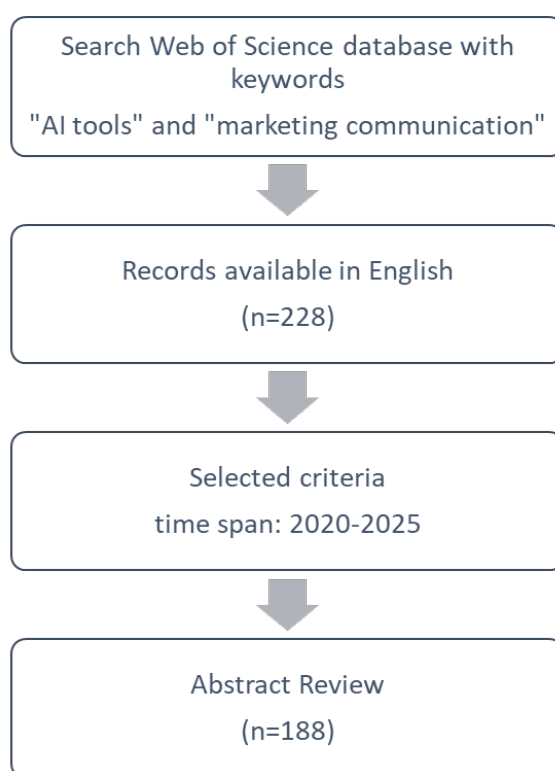 Search Web of Science database with
keywords
"AI tools" and "marketing communication"
Records available in English
(n=228)
Selected criteria
time span: 2020-2025
Abstract Review
(n=188)